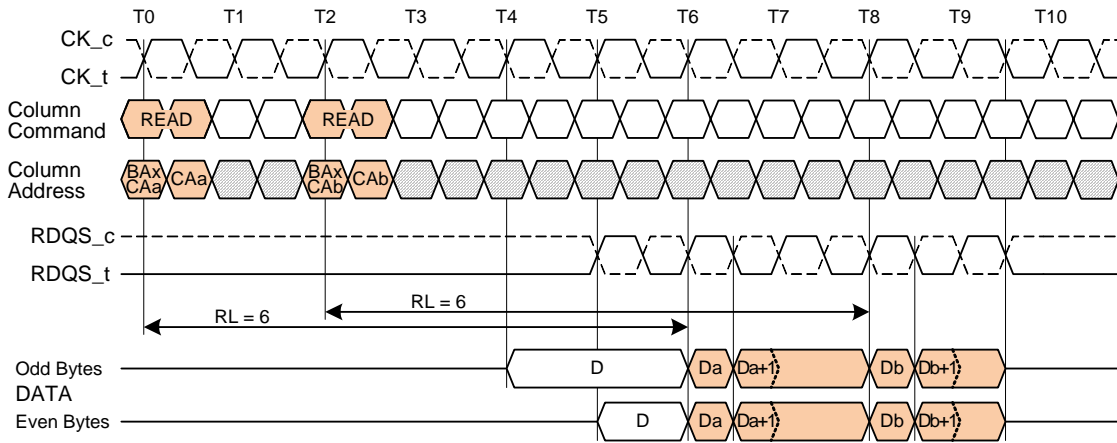 T0 T1 T2 T3 T4 T5 T6 T7 T8 T9 T10
CK_c
CK_t
Column
Command
READ READ
Column
Address
BAx
CAa
CAa
BAx
CAb
CAb
RDQS_c
RDQS_t
RL = 6
RL = 6
Odd Bytes
D Da Da+1 Db Db+1
DATA
Even Bytes
D Da Da+1 Db Db+1